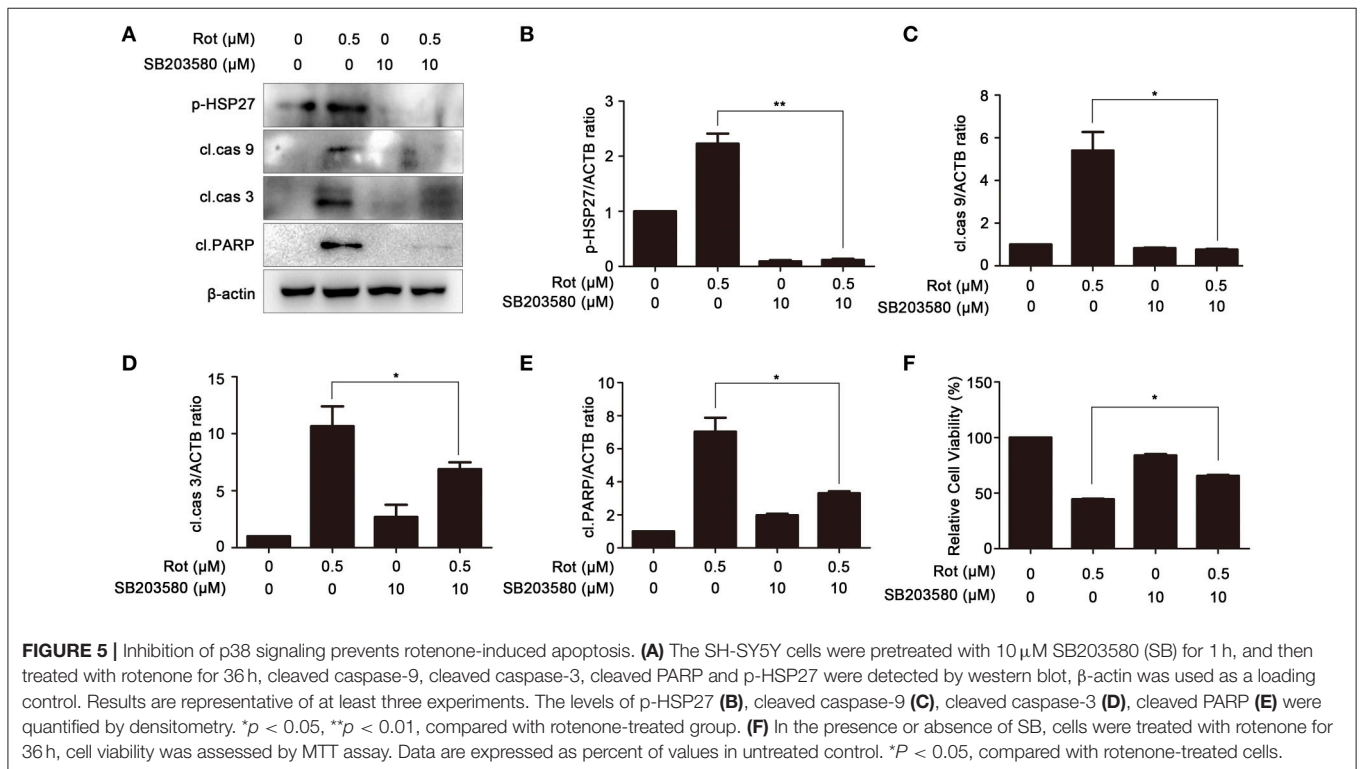 A
Rot (μM) 0 0.5 0 0.5
SB203580 (μM) 0 0 10 10
p-HSP27
cl.cas 9
cl.cas 3
cl.PARP
β-actin
B
p-HSP27/ACTB ratio
3
2
1
0
**
Rot (μM) 0 0.5 0 0.5
SB203580 (μM) 0 0 10 10
C
cl.cas 9/ACTB ratio
8
6
4
2
0
*
Rot (μM) 0 0.5 0 0.5
SB203580 (μM) 0 0 10 10
D
cl.cas 3/ACTB ratio
15
10
5
0
*
Rot (μM) 0 0.5 0 0.5
SB203580 (μM) 0 0 10 10
E
cl.PARP/ACTB ratio
10
8
6
4
2
0
*
Rot (μM) 0 0.5 0 0.5
SB203580 (μM) 0 0 10 10
F
Relative Cell Viability (%)
150
100
50
0
*
Rot (μM) 0 0.5 0 0.5
SB203580 (μM) 0 0 10 10
FIGURE 5 | Inhibition of p38 signaling prevents rotenone-induced apoptosis. (A) The SH-SY5Y cells were pretreated with 10 μM SB203580 (SB) for 1 h, and then
treated with rotenone for 36 h, cleaved caspase-9, cleaved caspase-3, cleaved PARP and p-HSP27 were detected by western blot, β-actin was used as a loading
control. Results are representative of at least three experiments. The levels of p-HSP27 (B), cleaved caspase-9 (C), cleaved caspase-3 (D), cleaved PARP (E) were
quantified by densitometry. *p < 0.05, **p < 0.01, compared with rotenone-treated group. (F) In the presence or absence of SB, cells were treated with rotenone for
36 h, cell viability was assessed by MTT assay. Data are expressed as percent of values in untreated control. *P < 0.05, compared with rotenone-treated cells.